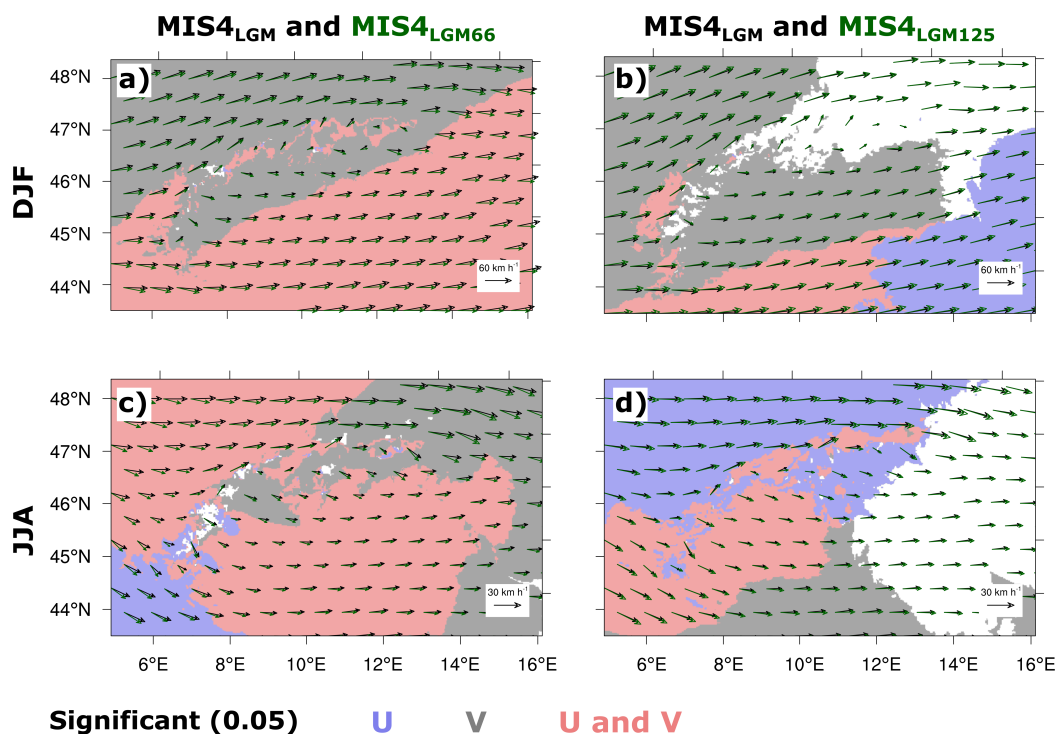 MIS4LGM and MIS4LGM66
MIS4LGM and MIS4LGM125
DJF
a)
48°N
47°N
46°N
45°N
44°N
60 km h-1
b)
60 km h-1
JJA
c)
48°N
47°N
46°N
45°N
44°N
30 km h-1
d)
30 km h-1
6°E 8°E 10°E 12°E 14°E 16°E
6°E 8°E 10°E 12°E 14°E 16°E
Significant (0.05) U V U and V